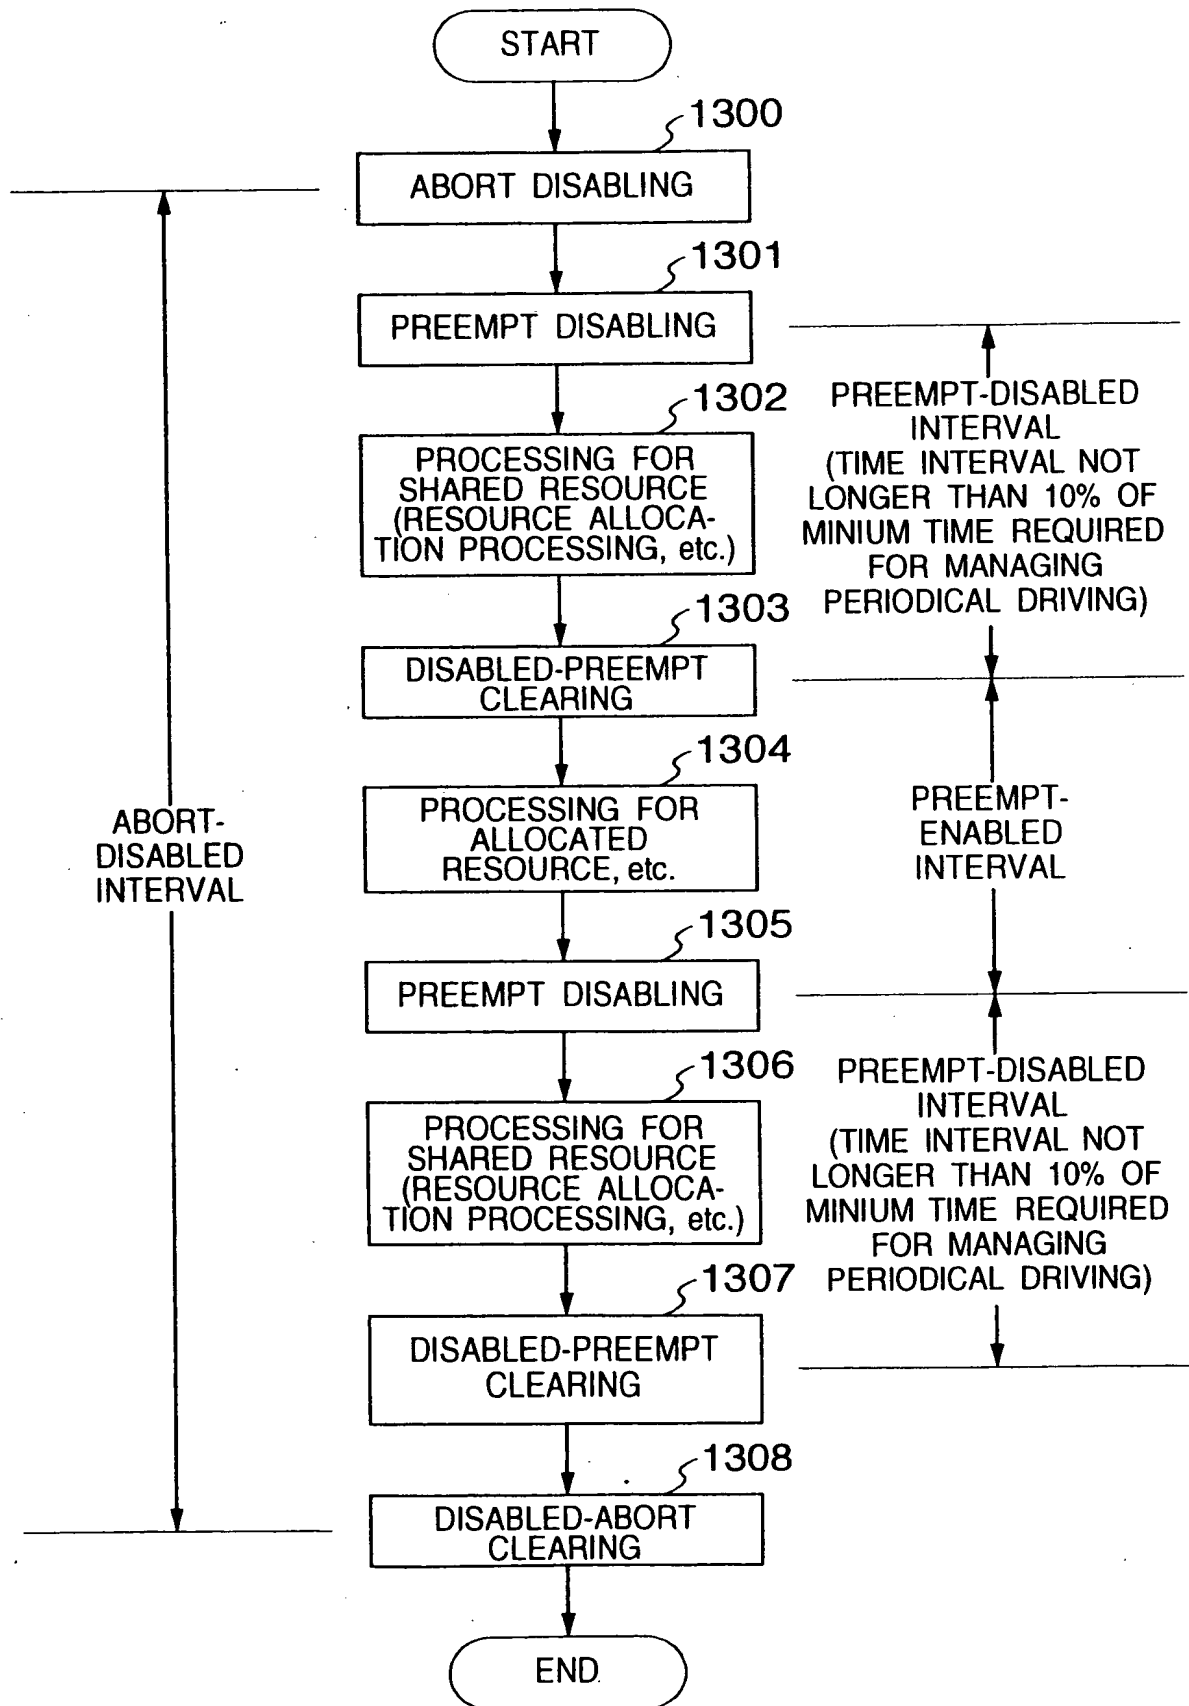 START
1300
ABORT DISABLING
1301
PREEMPT DISABLING
1302
PROCESSING FOR
SHARED RESOURCE
(RESOURCE ALLOCA-
TION PROCESSING, etc.)
PREEMPT-DISABLED
INTERVAL
(TIME INTERVAL NOT
LONGER THAN 10% OF
MINIUM TIME REQUIRED
FOR MANAGING
PERIODICAL DRIVING)
1303
DISABLED-PREEMPT
CLEARING
1304
PROCESSING FOR
ALLOCATED
RESOURCE, etc.
ABORT-
DISABLED
INTERVAL
PREEMPT-
ENABLED
INTERVAL
1305
PREEMPT DISABLING
1306
PROCESSING FOR
SHARED RESOURCE
(RESOURCE ALLOCA-
TION PROCESSING, etc.)
PREEMPT-DISABLED
INTERVAL
(TIME INTERVAL NOT
LONGER THAN 10% OF
MINIUM TIME REQUIRED
FOR MANAGING
PERIODICAL DRIVING)
1307
DISABLED-PREEMPT
CLEARING
1308
DISABLED-ABORT
CLEARING
END